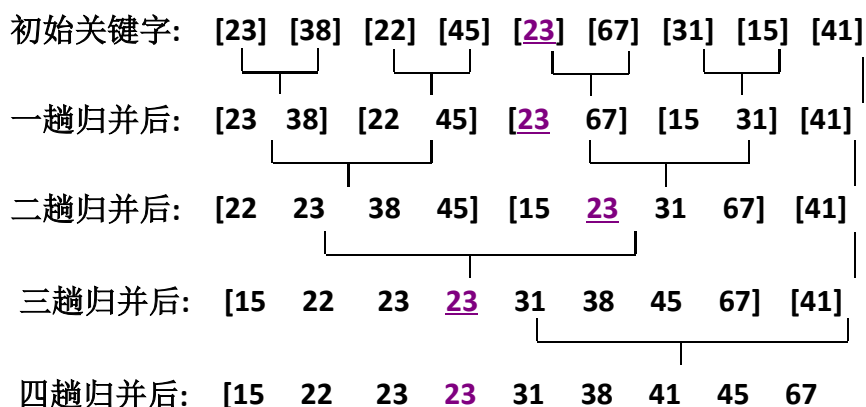 初始关键字: [23] [38] [22] [45] [23] [67] [31] [15] [41]
一趟归并后: [23 38] [22 45] [23 67] [15 31] [41]
二趟归并后: [22 23 38 45] [15 23 31 67] [41]
三趟归并后: [15 22 23 23 31 38 45 67] [41]
四趟归并后: [15 22 23 23 31 38 41 45 67